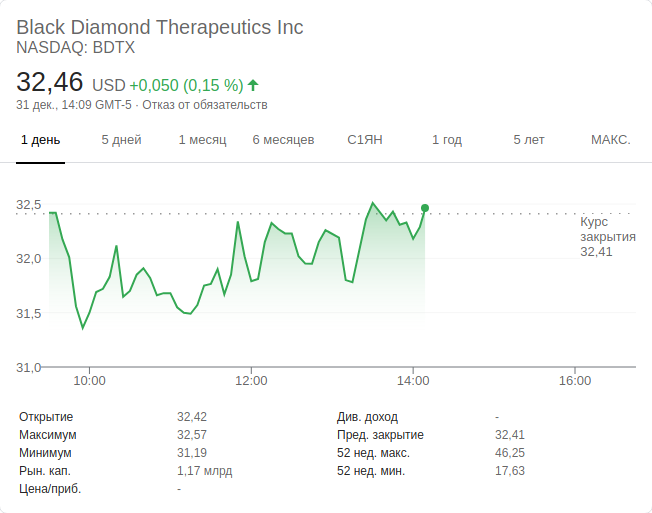 Black Diamond Therapeutics Inc
NASDAQ: BDTX
32,46 USD +0,050 (0,15 %)
31 дек., 14:09 GMT-5 · Отказ от обязательств
1 день 5 дней 1 месяц 6 месяцев С1ЯН 1 год 5 лет МАКС.
32,5
32,0
31,5
31,0
Курс
закрытия
32,41
10:00 12:00 14:00 16:00
Открытие 32,42
Максимум 32,57
Минимум 31,19
Рын. кап. 1,17 млрд
Цена/приб. -
Див. доход -
Пред. закрытие 32,41
52 нед. макс. 46,25
52 нед. мин. 17,63